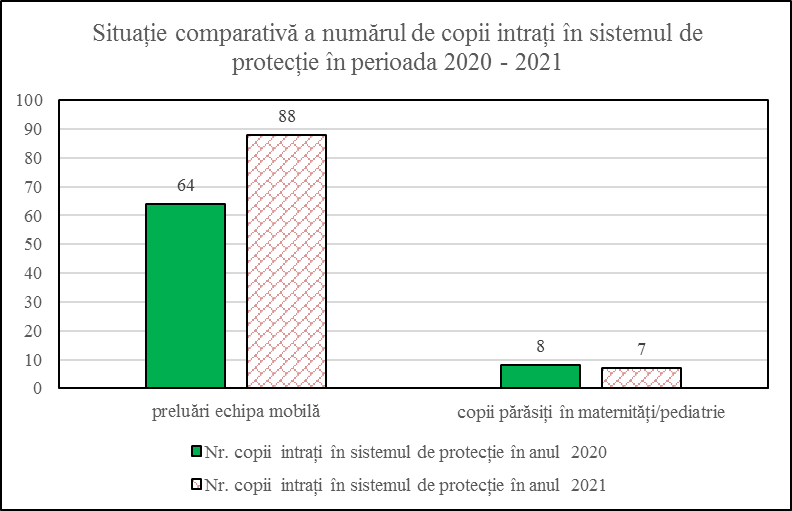 Situație comparativă a numărul de copii intrați în sistemul de
protecție în perioada 2020 - 2021
100
90
80
70
60
50
40
30
20
10
0
64
88
8
7
preluări echipa mobilă
copii părăsiți în maternități/pediatrie
Nr. copii intrați în sistemul de protecție în anul 2020
Nr. copii intrați în sistemul de protecție în anul 2021